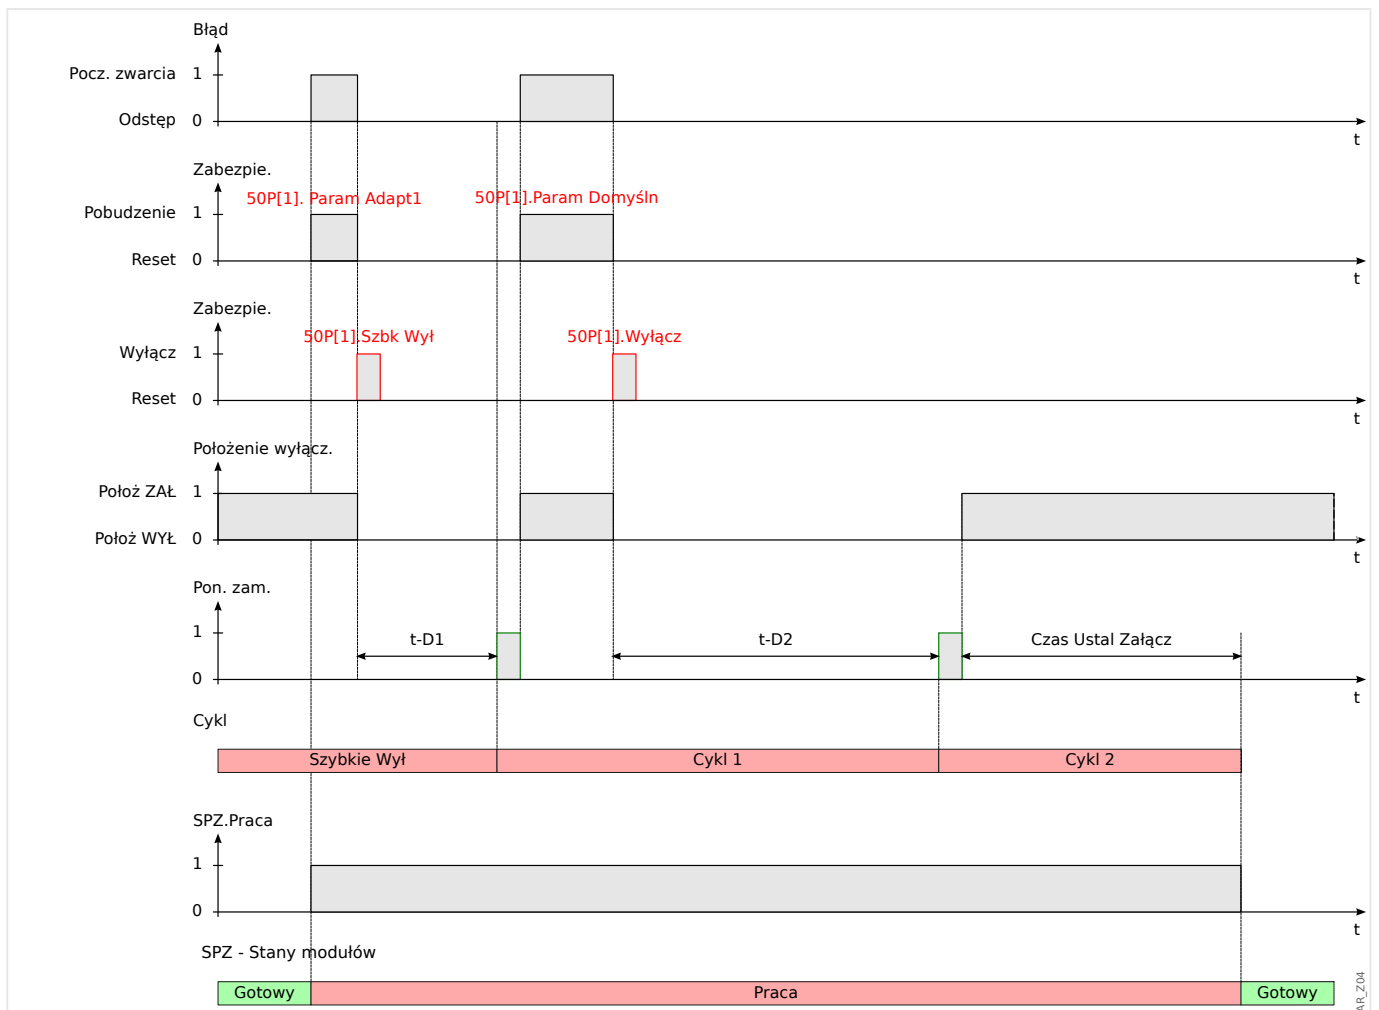 Błąd
Pocz. zwarcia 1
Odstęp 0
t
Zabezpie.
50P[1]. Param Adapt1 50P[1].Param Domyśln
Pobudzenie 1
Reset 0
t
Zabezpie.
50P[1].Szbk Wył 50P[1].Wyłącz
Wyłącz 1
Reset 0
t
Położenie wyłącz.
Położ ZAŁ 1
Położ WYŁ 0
t
Pon. zam.
1 t-D1 t-D2 Czas Ustal Załącz
0
t
Cykl
Szybkie Wył Cykl 1 Cykl 2
SPZ.Praca
1
0
t
SPZ - Stany modułów
Gotowy Praca Gotowy
AR_Z04